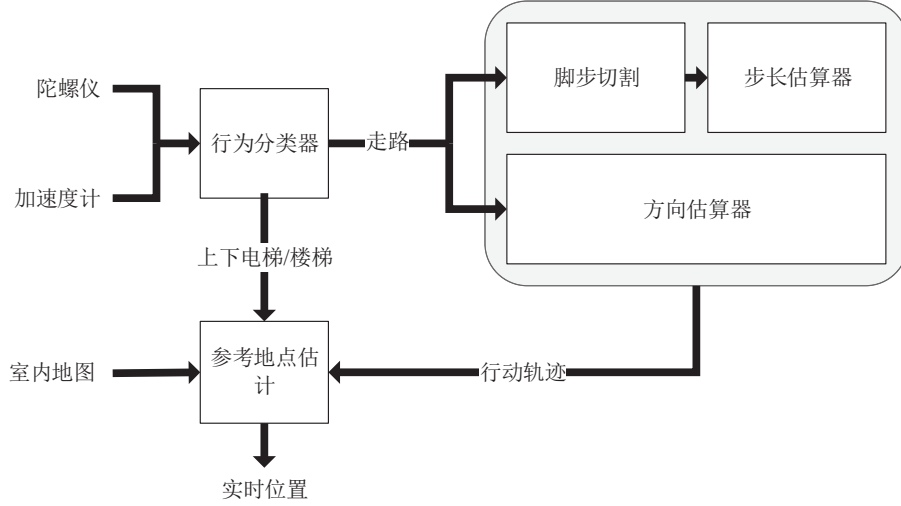 陀螺仪
加速度计
行为分类器
走路
脚步切割
步长估算器
方向估算器
上下电梯/楼梯
室内地图
参考地点估
计
行动轨迹
实时位置